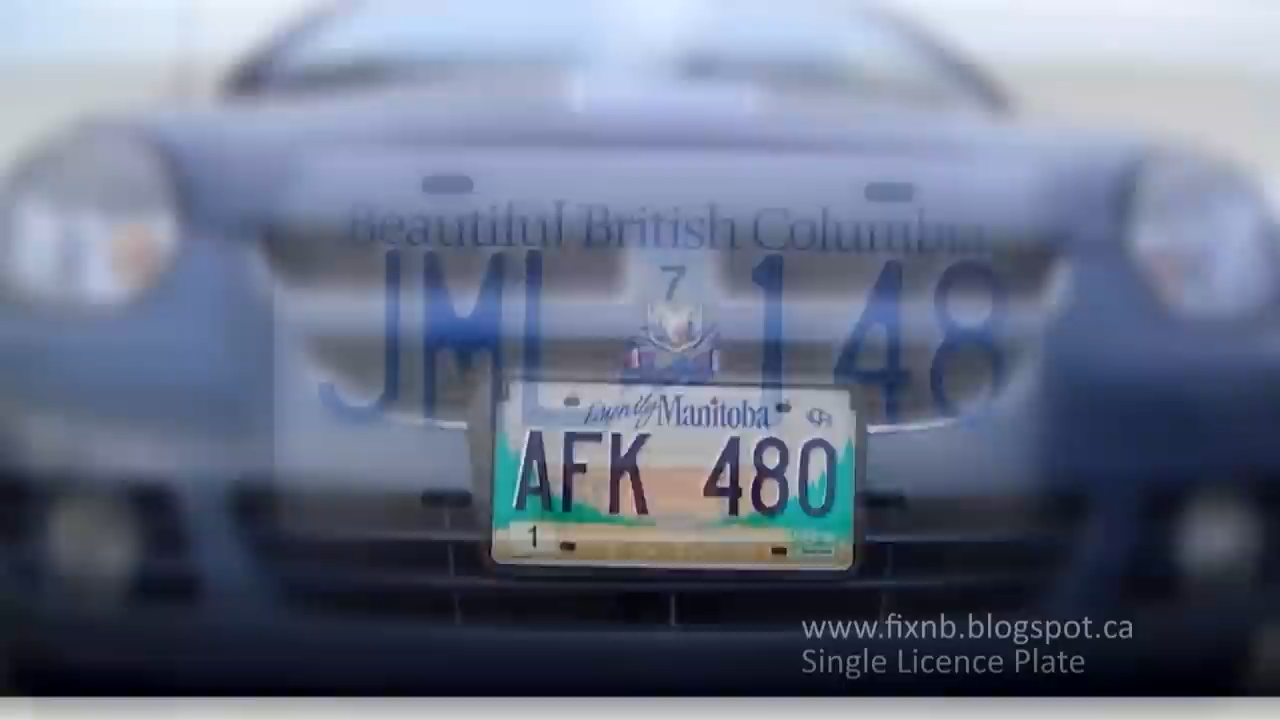 Beautiful British Columbia
7
JML 148
Friendly Manitoba
AFK 480
1
www.fixnb.blogspot.ca
Single Licence Plate